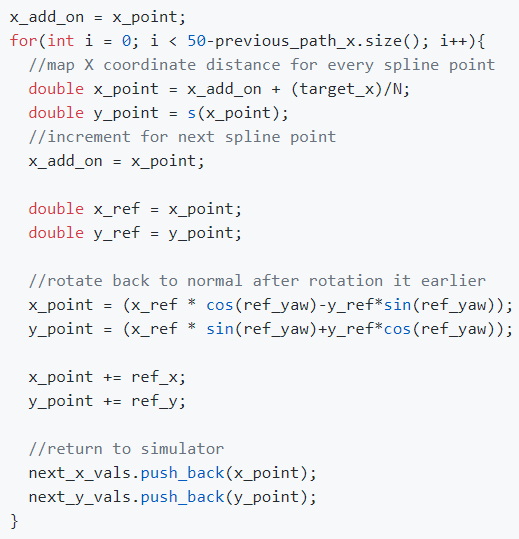 x_add_on = x_point;
for(int i = 0; i < 50-previous_path_x.size(); i++){
  //map X coordinate distance for every spline point
  double x_point = x_add_on + (target_x)/N;
  double y_point = s(x_point);
  //increment for next spline point
  x_add_on = x_point;

  double x_ref = x_point;
  double y_ref = y_point;

  //rotate back to normal after rotation it earlier
  x_point = (x_ref * cos(ref_yaw)-y_ref*sin(ref_yaw));
  y_point = (x_ref * sin(ref_yaw)+y_ref*cos(ref_yaw));

  x_point += ref_x;
  y_point += ref_y;

  //return to simulator
  next_x_vals.push_back(x_point);
  next_y_vals.push_back(y_point);
}